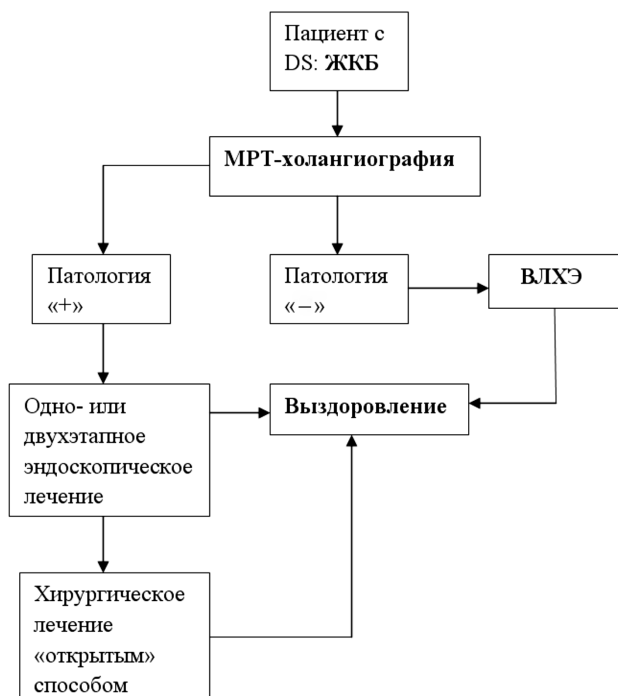 Пациент с
DS: ЖКБ
МРТ-холангиография
Патология
«+»
Патология
«–»
ВЛХЭ
Одно- или
двухэтапное
эндоскопическое
лечение
Выздоровление
Хирургическое
лечение
«открытым»
способом